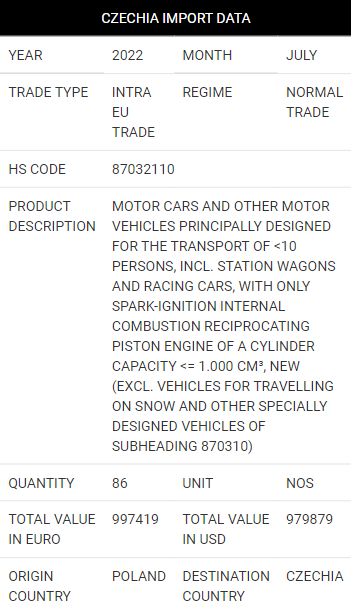 CZECHIA IMPORT DATA
YEAR 2022 MONTH JULY
TRADE TYPE INTRA EU TRADE REGIME NORMAL TRADE
HS CODE 87032110
PRODUCT DESCRIPTION
MOTOR CARS AND OTHER MOTOR
VEHICLES PRINCIPALLY DESIGNED
FOR THE TRANSPORT OF <10
PERSONS, INCL. STATION WAGONS
AND RACING CARS, WITH ONLY
SPARK-IGNITION INTERNAL
COMBUSTION RECIPROCATING
PISTON ENGINE OF A CYLINDER
CAPACITY <= 1.000 CM³, NEW
(EXCL. VEHICLES FOR TRAVELLING
ON SNOW AND OTHER SPECIALLY
DESIGNED VEHICLES OF
SUBHEADING 870310)
QUANTITY 86 UNIT NOS
TOTAL VALUE IN EURO 997419 TOTAL VALUE IN USD 979879
ORIGIN COUNTRY POLAND DESTINATION COUNTRY CZECHIA